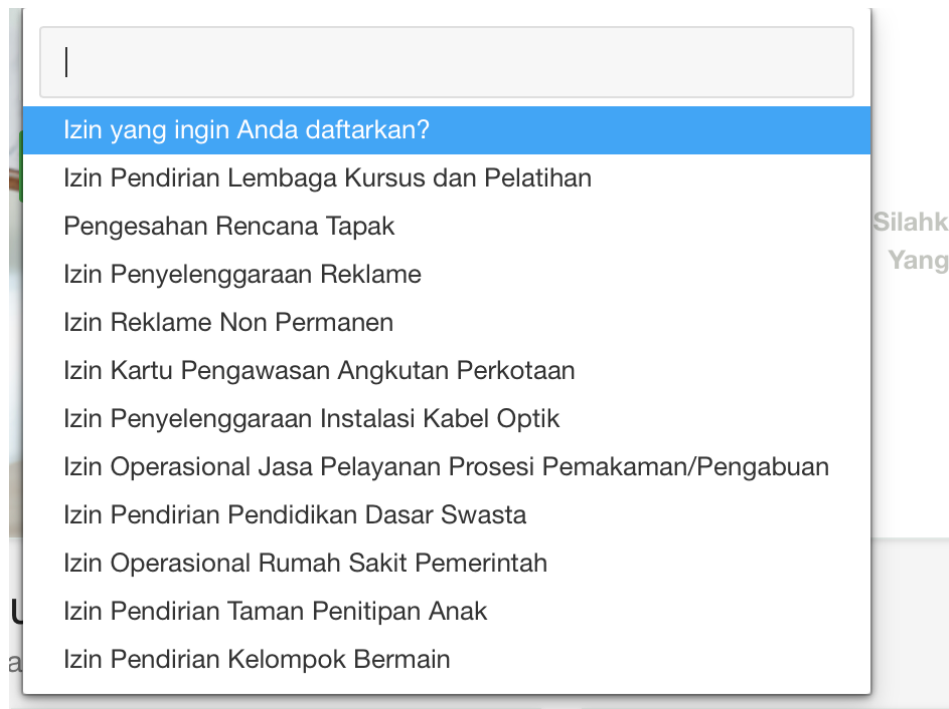 Izin yang ingin Anda daftarkan?
Izin Pendirian Lembaga Kursus dan Pelatihan
Pengesahan Rencana Tapak
Izin Penyelenggaraan Reklame
Izin Reklame Non Permanen
Izin Kartu Pengawasan Angkutan Perkotaan
Izin Penyelenggaraan Instalasi Kabel Optik
Izin Operasional Jasa Pelayanan Prosesi Pemakaman/Pengabuan
Izin Pendirian Pendidikan Dasar Swasta
Izin Operasional Rumah Sakit Pemerintah
Izin Pendirian Taman Penitipan Anak
Izin Pendirian Kelompok Bermain
Silahk
Yang